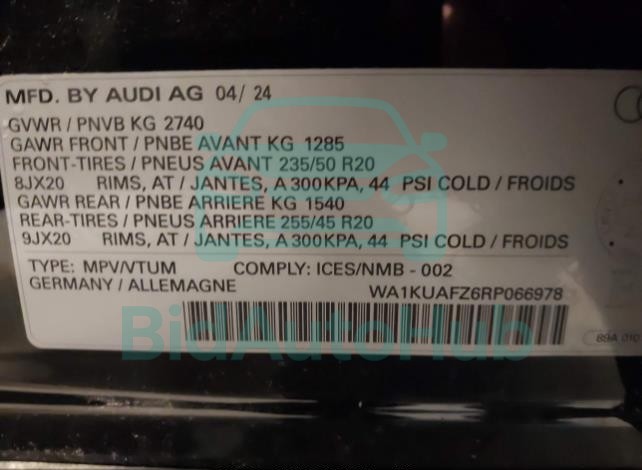 MFD. BY AUDI AG 04/ 24
GVWR / PNVB KG 2740
GAWR FRONT / PNBE AVANT KG 1285
FRONT-TIRES / PNEUS AVANT 235/50 R20
8JX20 RIMS, AT / JANTES, A 300KPA, 44 PSI COLD / FROIDS
GAWR REAR / PNBE ARRIERE KG 1540
REAR-TIRES / PNEUS ARRIERE 255/45 R20
9JX20 RIMS, AT / JANTES, A 300KPA, 44 PSI COLD / FROIDS
TYPE: MPV/VTUM COMPLY: ICES/NMB - 002
GERMANY / ALLEMAGNE WA1KUAFZ6RP066978
BidAutoHub
89A 010